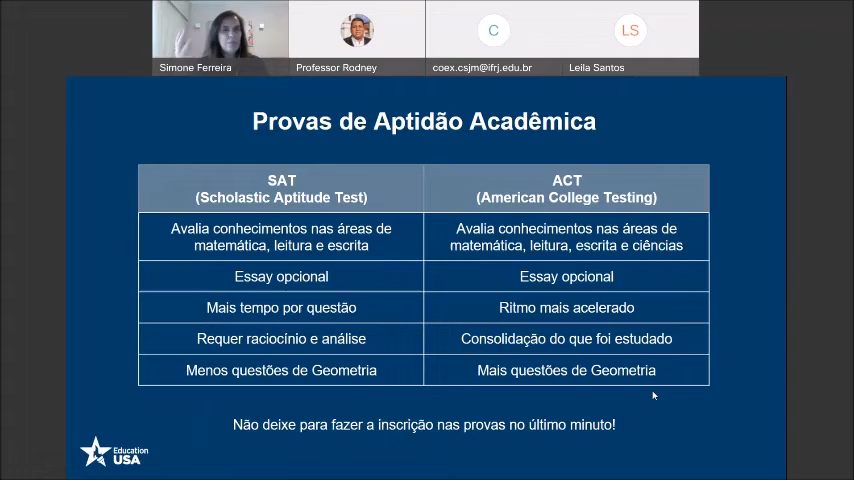 C
LS
Simone Ferreira
Professor Rodney
coex.csjm@ifrj.edu.br
Leila Santos
Provas de Aptidão Acadêmica
SAT
(Scholastic Aptitude Test)
ACT
(American College Testing)
Avalia conhecimentos nas áreas de
matemática, leitura e escrita
Avalia conhecimentos nas áreas de
matemática, leitura, escrita e ciências
Essay opcional
Essay opcional
Mais tempo por questão
Ritmo mais acelerado
Requer raciocínio e análise
Consolidação do que foi estudado
Menos questões de Geometria
Mais questões de Geometria
Não deixe para fazer a inscrição nas provas no último minuto!
Education
USA